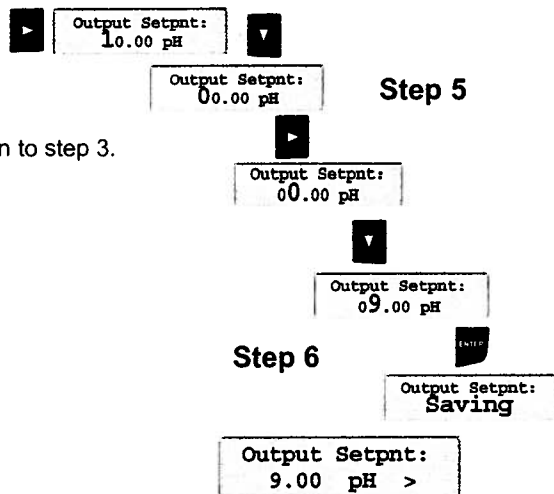 Output Setpnt:
10.00 pH
Output Setpnt:
00.00 pH
Step 5
n to step 3.
Output Setpnt:
00.00 pH
Output Setpnt:
09.00 pH
Step 6
ENTER
Output Setpnt:
Saving
Output Setpnt:
9.00 pH >